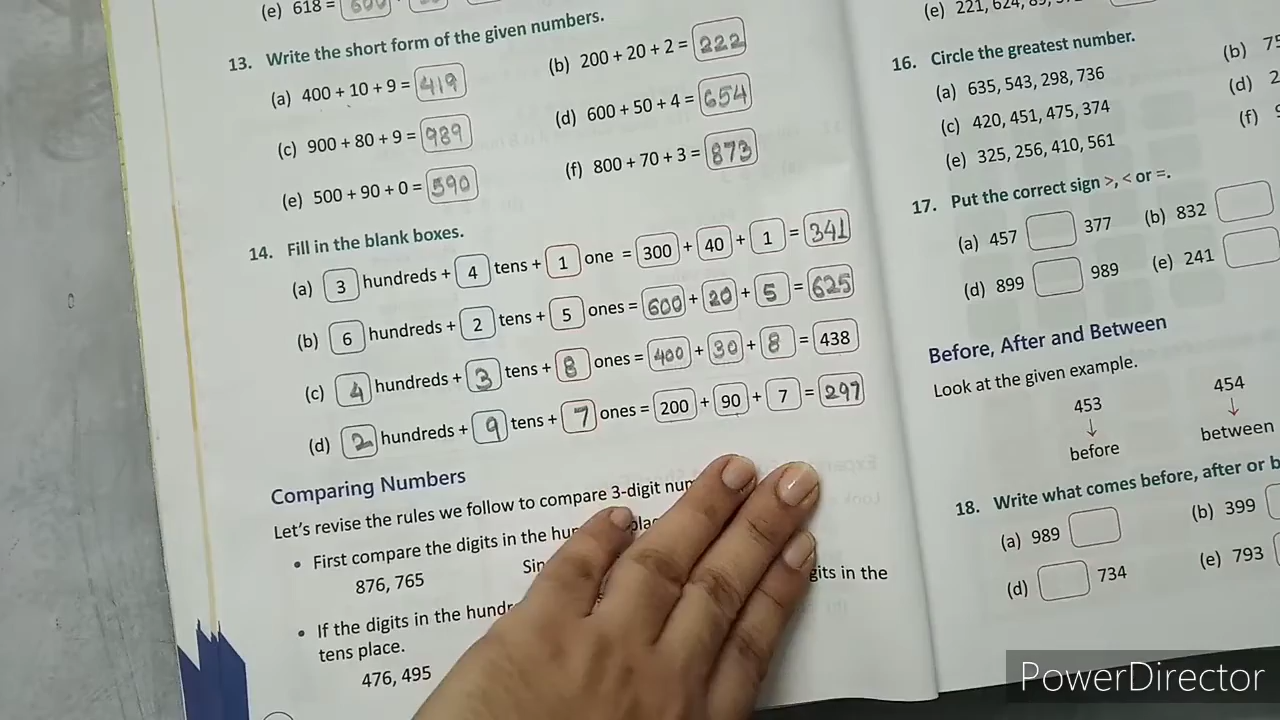 (e) 618 = 600
13. Write the short form of the given numbers.
(a) 400 + 10 + 9 = 419
(b) 200 + 20 + 2 = 222
(c) 900 + 80 + 9 = 989
(d) 600 + 50 + 4 = 654
(e) 500 + 90 + 0 = 590
(f) 800 + 70 + 3 = 873
14. Fill in the blank boxes.
(a) 3 hundreds + 4 tens + 1 one = 300 + 40 + 1 = 341
(b) 6 hundreds + 2 tens + 5 ones = 600 + 20 + 5 = 625
(c) 4 hundreds + 3 tens + 8 ones = 400 + 30 + 8 = 438
(d) 2 hundreds + 9 tens + 7 ones = 200 + 90 + 7 = 297
Comparing Numbers
Let's revise the rules we follow to compare 3-digit
• First compare the digits in the
876, 765
• If the digits in the
in the
tens place.
476, 495
(e) 221, 624,
16. Circle the greatest number.
(a) 635, 543, 298, 736
(b)
(c) 420, 451, 475, 374
(d)
(e) 325, 256, 410, 561
(f)
17. Put the correct sign >, < or =.
(a) 457 377
(b) 832
(d) 899 989
(e) 241
Before, After and Between
Look at the given example.
453 454
↓ ↓
before between
18. Write what comes before, after or
(a) 989
(b) 399
(d) 734
(e) 793
PowerDirector